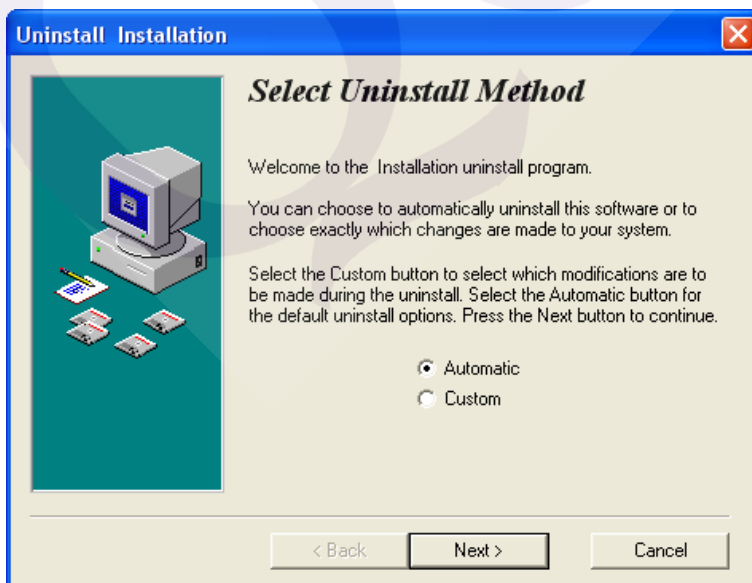 Uninstall  Installation
Select Uninstall Method
Welcome to the  Installation uninstall program.
You can choose to automatically uninstall this software or to
choose exactly which changes are made to your system.
Select the Custom button to select which modifications are to
be made during the uninstall. Select the Automatic button for
the default uninstall options. Press the Next button to continue.
Automatic
Custom
< Back
Next >
Cancel